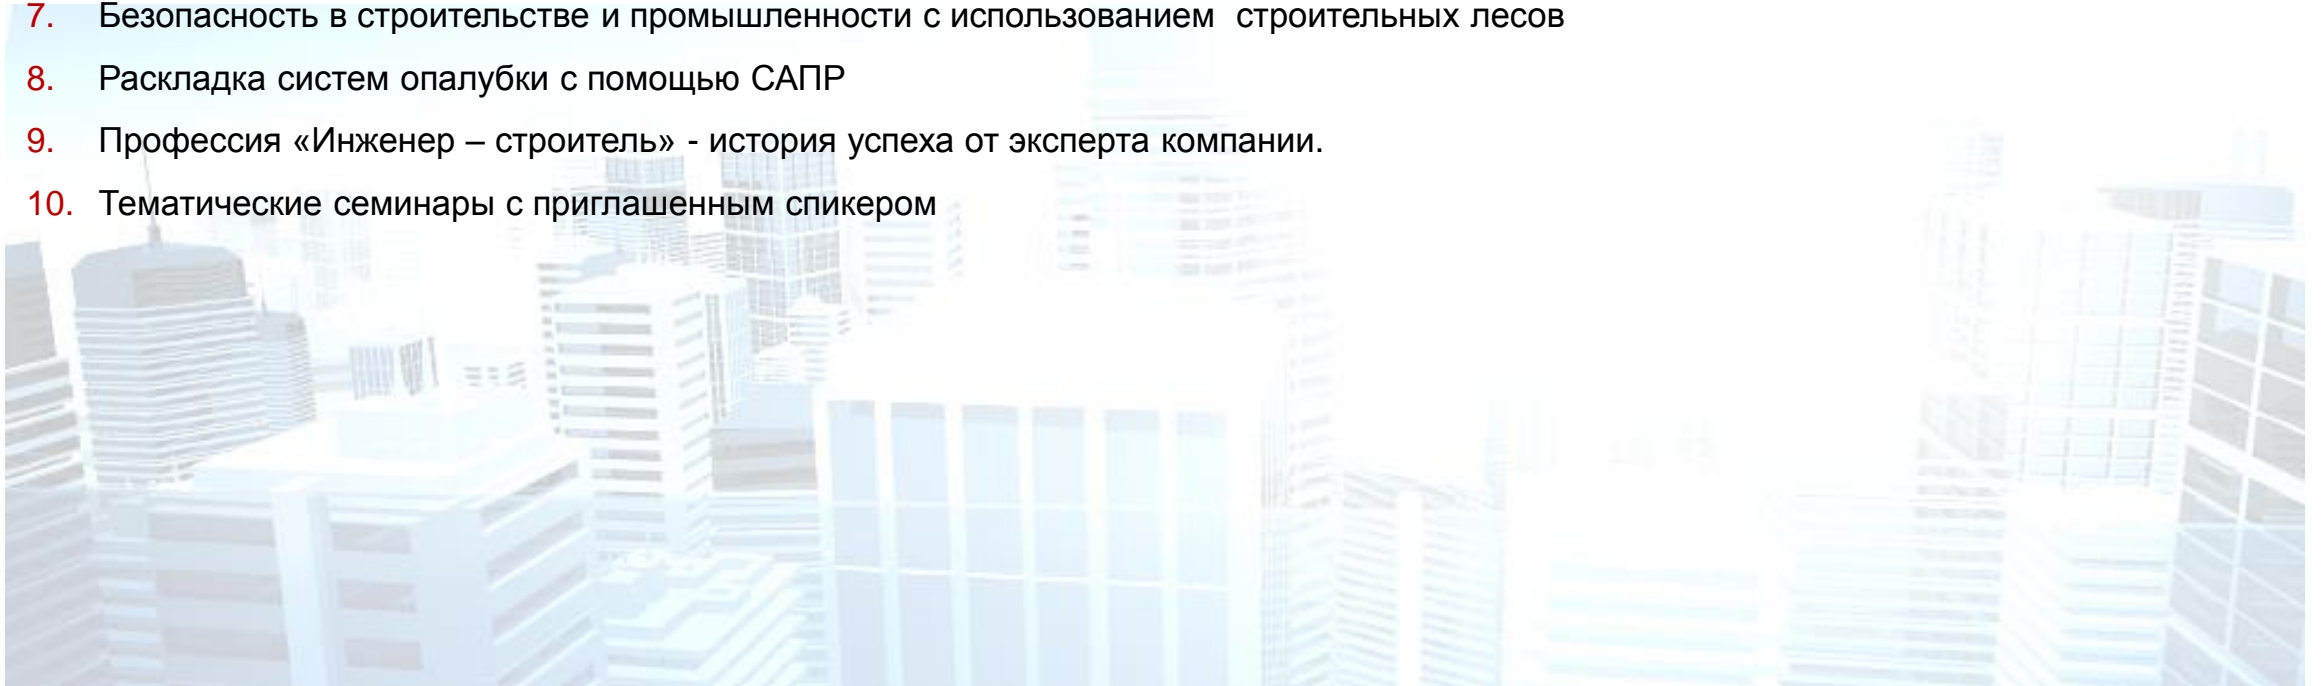 7. Безопасность в строительстве и промышленности с использованием  строительных лесов
8. Раскладка систем опалубки с помощью САПР
9. Профессия «Инженер – строитель» - история успеха от эксперта компании.
10. Тематические семинары с приглашенным спикером